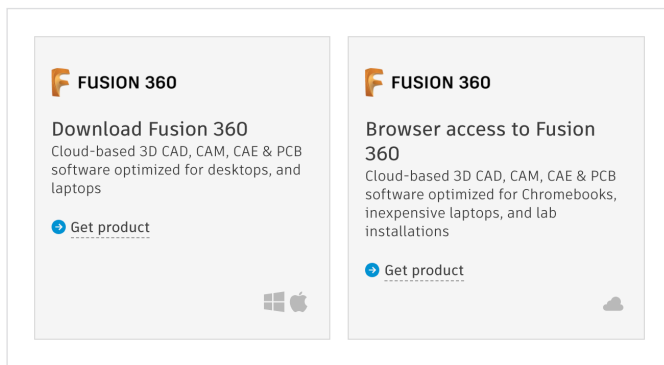 FUSION 360
Download Fusion 360
Cloud-based 3D CAD, CAM, CAE & PCB
software optimized for desktops, and
laptops
Get product
FUSION 360
Browser access to Fusion
360
Cloud-based 3D CAD, CAM, CAE & PCB
software optimized for Chromebooks,
inexpensive laptops, and lab
installations
Get product